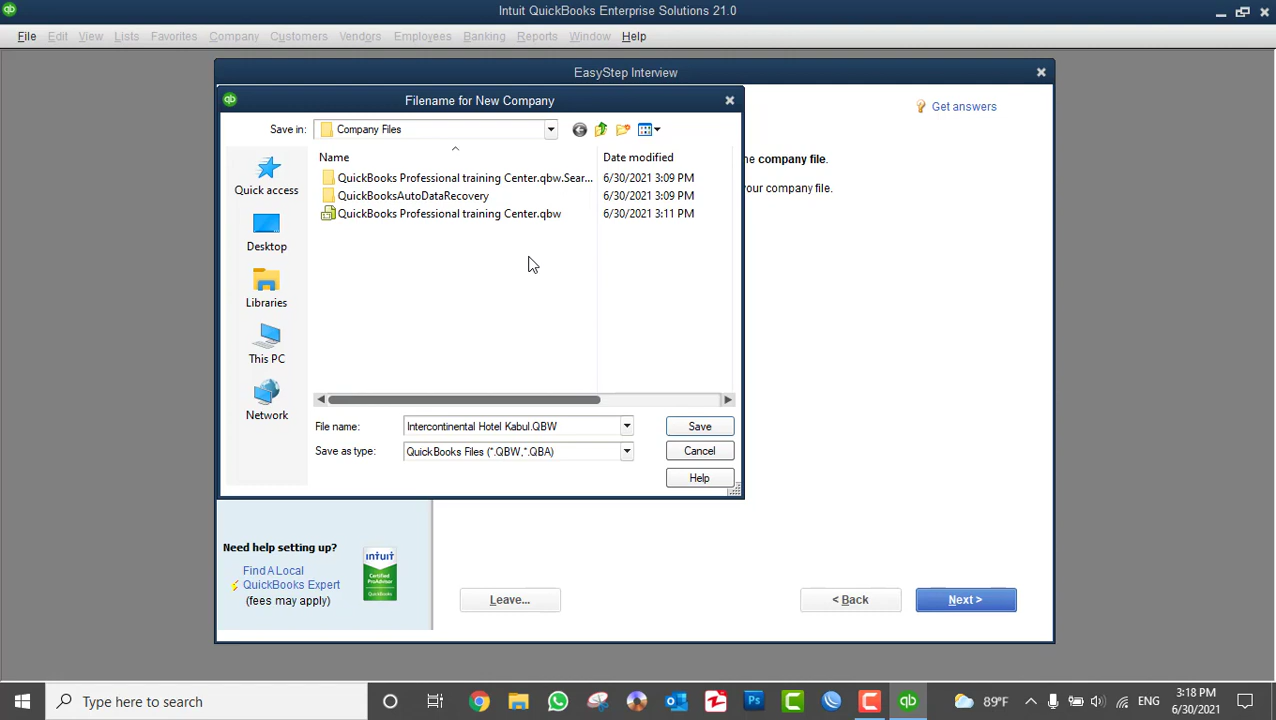 Intuit QuickBooks Enterprise Solutions 21.0
File Edit View Lists Favorites Company Customers Vendors Employees Banking Reports Window Help
EasyStep Interview
Filename for New Company
Get answers
Save in: Company Files
Name Date modified
the company file.
QuickBooks Professional training Center.qbw.Sear... 6/30/2021 3:09 PM
your company file.
QuickBooksAutoDataRecovery 6/30/2021 3:09 PM
QuickBooks Professional training Center.qbw 6/30/2021 3:11 PM
Quick access
Desktop
Libraries
This PC
Network
File name: Intercontinental Hotel Kabul.QBW Save
Save as type: QuickBooks Files (*.QBW,*.QBA) Cancel
Help
Need help setting up?
Find A Local
QuickBooks Expert
(fees may apply)
intuit
Certified
ProAdvisor
QuickBooks
Leave... < Back Next >
Type here to search
89°F
ENG
3:18 PM
6/30/2021